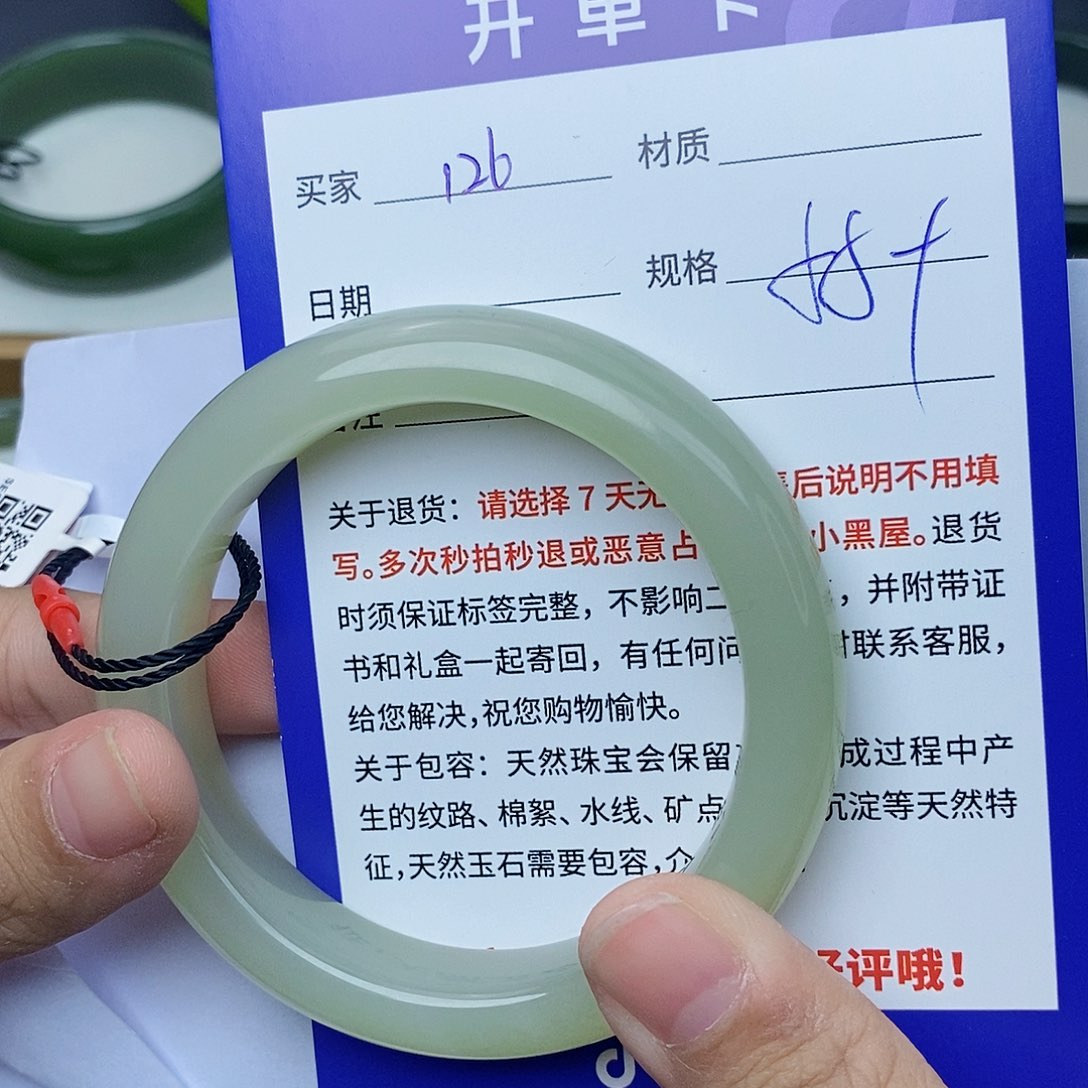 开单卡
买家 126 材质
日期 规格
备注
关于退货：请选择7天无 后说明不用填
写。多次秒拍秒退或恶意占 小黑屋。退货
时须保证标签完整，不影响二 ，并附带证
书和礼盒一起寄回，有任何问 时联系客服，
给您解决，祝您购物愉快。
关于包容：天然珠宝会保留 成过程中产
生的纹路、棉絮、水线、矿点 沉淀等天然特
征，天然玉石需要包容，介
好评哦！